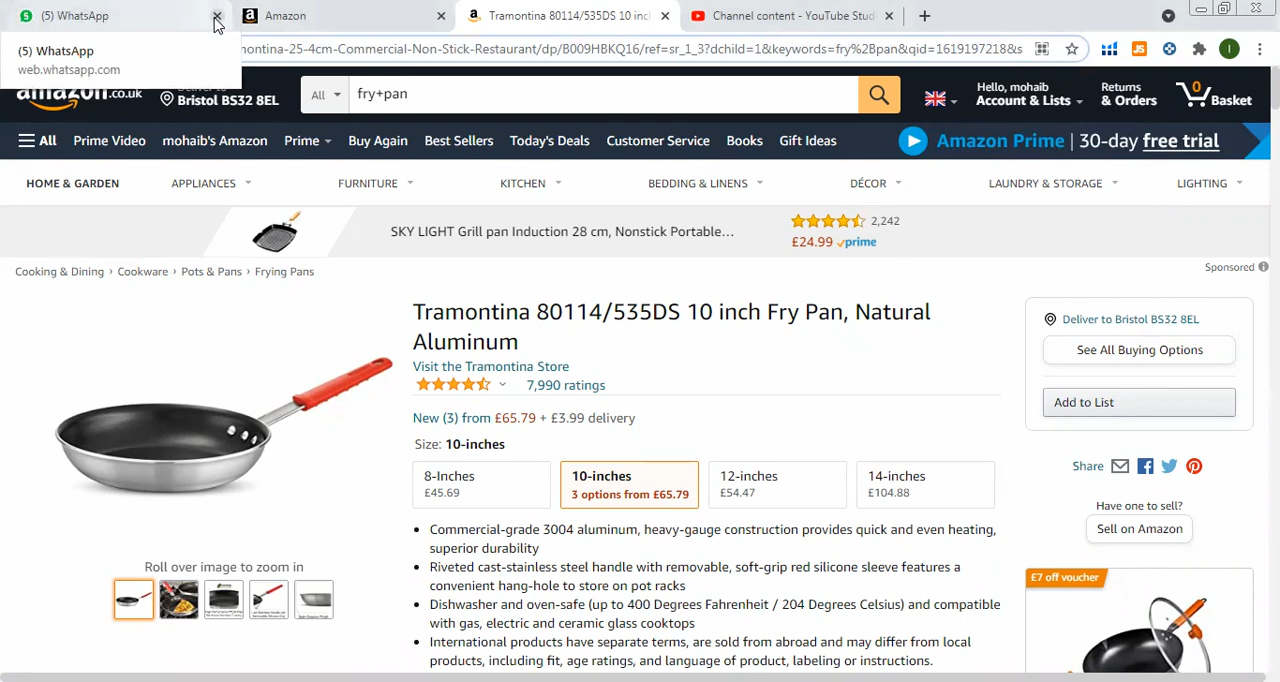 (5) WhatsApp
Amazon
Tramontina 80114/535DS 10 inch
Channel content - YouTube Stud
(5) WhatsApp
web.whatsapp.com
montina-25-4cm-Commercial-Non-Stick-Restaurant/dp/B009HBKQ16/ref=sr_1_3?dchild=1&keywords=fry%2Bpan&qid=1619197218&s
JS
I
amazon.co.uk
Deliver to
Bristol BS32 8EL
All
fry+pan
Hello, mohaib
Account & Lists
Returns
& Orders
0
Basket
All
Prime Video
mohaib's Amazon
Prime
Buy Again
Best Sellers
Today's Deals
Customer Service
Books
Gift Ideas
Amazon Prime | 30-day free trial
HOME & GARDEN
APPLIANCES
FURNITURE
KITCHEN
BEDDING & LINENS
DÉCOR
LAUNDRY & STORAGE
LIGHTING
SKY LIGHT Grill pan Induction 28 cm, Nonstick Portable…
2,242
£24.99 prime
Sponsored
Cooking & Dining › Cookware › Pots & Pans › Frying Pans
Tramontina 80114/535DS 10 inch Fry Pan, Natural
Aluminum
Visit the Tramontina Store
7,990 ratings
New (3) from £65.79 + £3.99 delivery
Size: 10-inches
8-Inches
£45.69
10-inches
3 options from £65.79
12-inches
£54.47
14-inches
£104.88
• Commercial-grade 3004 aluminum, heavy-gauge construction provides quick and even heating,
superior durability
• Riveted cast-stainless steel handle with removable, soft-grip red silicone sleeve features a
convenient hang-hole to store on pot racks
• Dishwasher and oven-safe (up to 400 Degrees Fahrenheit / 204 Degrees Celsius) and compatible
with gas, electric and ceramic glass cooktops
• International products have separate terms, are sold from abroad and may differ from local
products, including fit, age ratings, and language of product, labeling or instructions.
Roll over image to zoom in
Deliver to Bristol BS32 8EL
See All Buying Options
Add to List
Share
Have one to sell?
Sell on Amazon
£7 off voucher